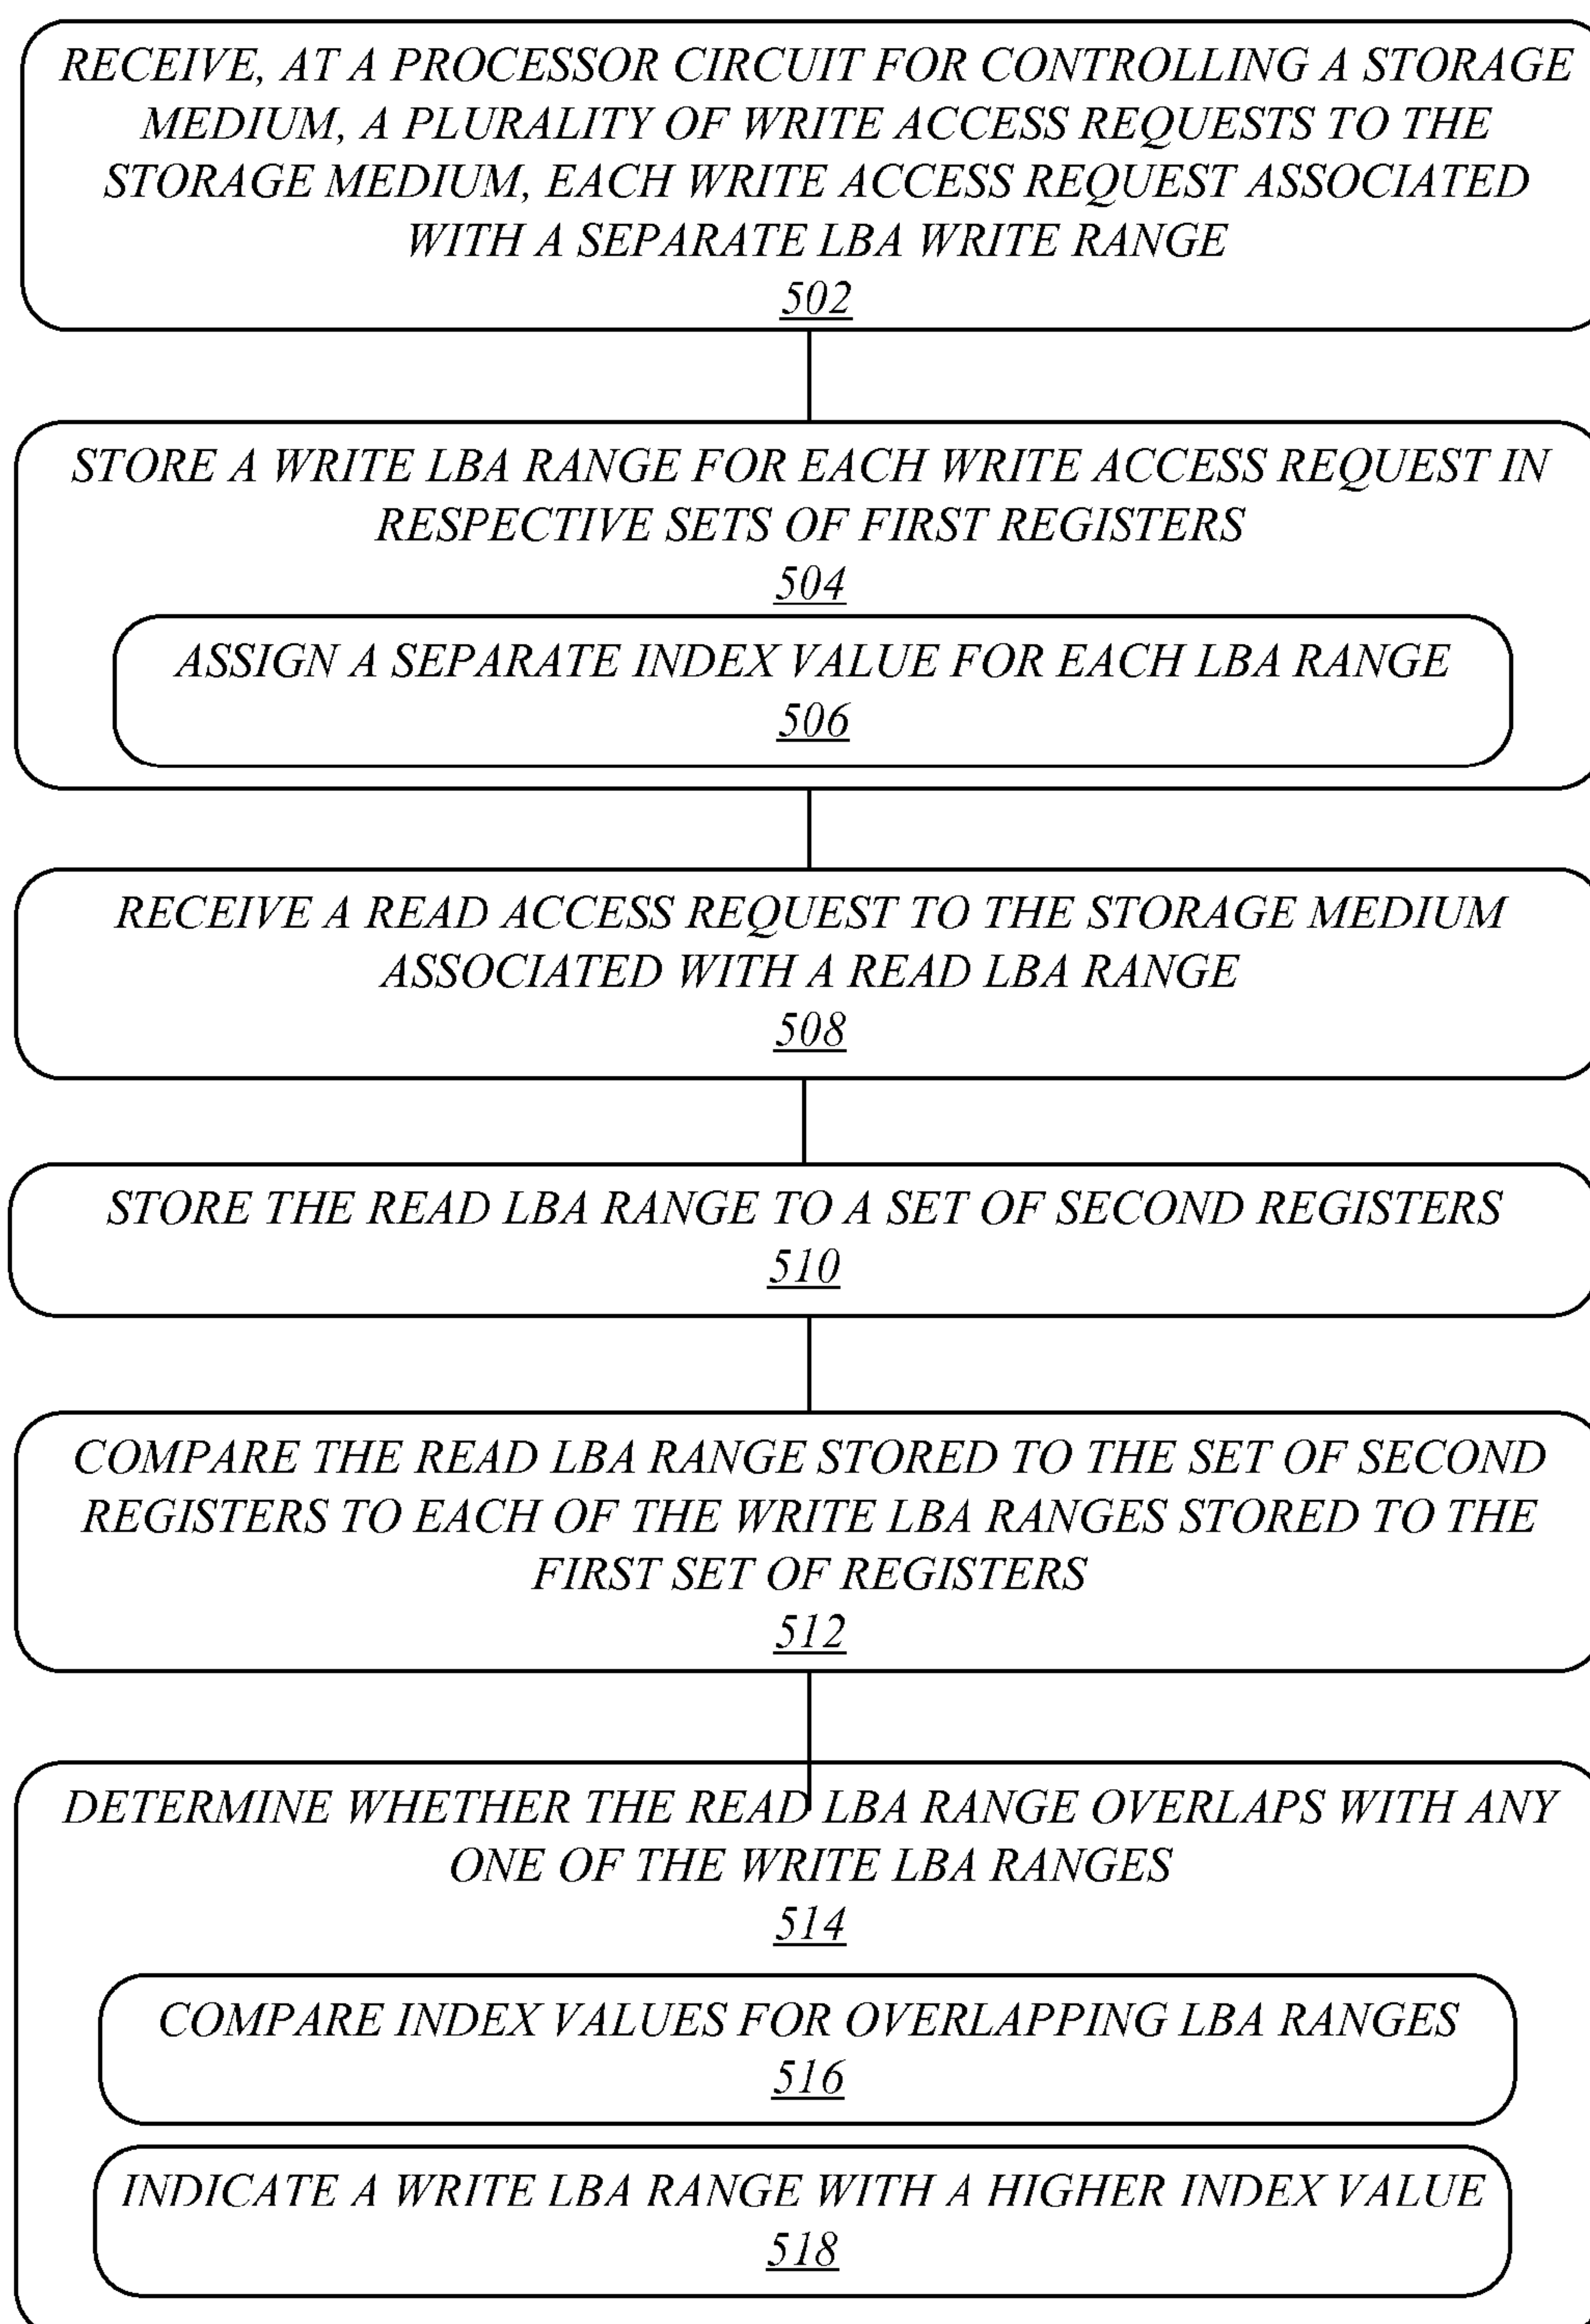 RECEIVE, AT A PROCESSOR CIRCUIT FOR CONTROLLING A STORAGE
MEDIUM, A PLURALITY OF WRITE ACCESS REQUESTS TO THE
STORAGE MEDIUM, EACH WRITE ACCESS REQUEST ASSOCIATED
WITH A SEPARATE LBA WRITE RANGE
502
STORE A WRITE LBA RANGE FOR EACH WRITE ACCESS REQUEST IN
RESPECTIVE SETS OF FIRST REGISTERS
504
ASSIGN A SEPARATE INDEX VALUE FOR EACH LBA RANGE
506
RECEIVE A READ ACCESS REQUEST TO THE STORAGE MEDIUM
ASSOCIATED WITH A READ LBA RANGE
508
STORE THE READ LBA RANGE TO A SET OF SECOND REGISTERS
510
COMPARE THE READ LBA RANGE STORED TO THE SET OF SECOND
REGISTERS TO EACH OF THE WRITE LBA RANGES STORED TO THE
FIRST SET OF REGISTERS
512
DETERMINE WHETHER THE READ LBA RANGE OVERLAPS WITH ANY
ONE OF THE WRITE LBA RANGES
514
COMPARE INDEX VALUES FOR OVERLAPPING LBA RANGES
516
INDICATE A WRITE LBA RANGE WITH A HIGHER INDEX VALUE
518